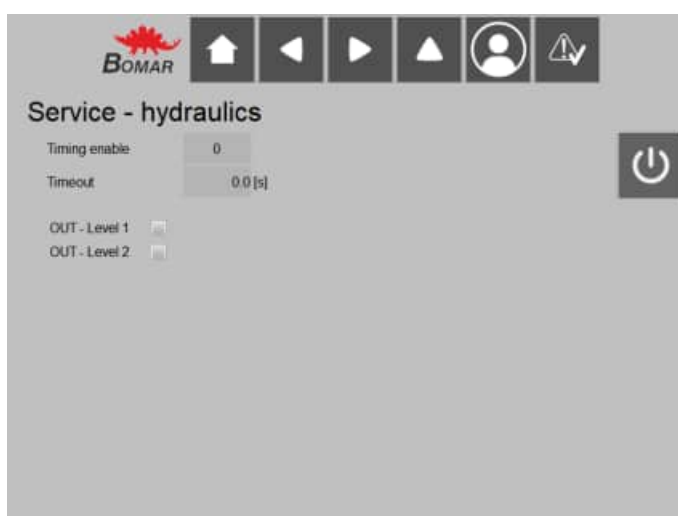 BOMAR
Service - hydraulics
Timing enable 0
Timeout 0.0 [s]
OUT - Level 1
OUT - Level 2